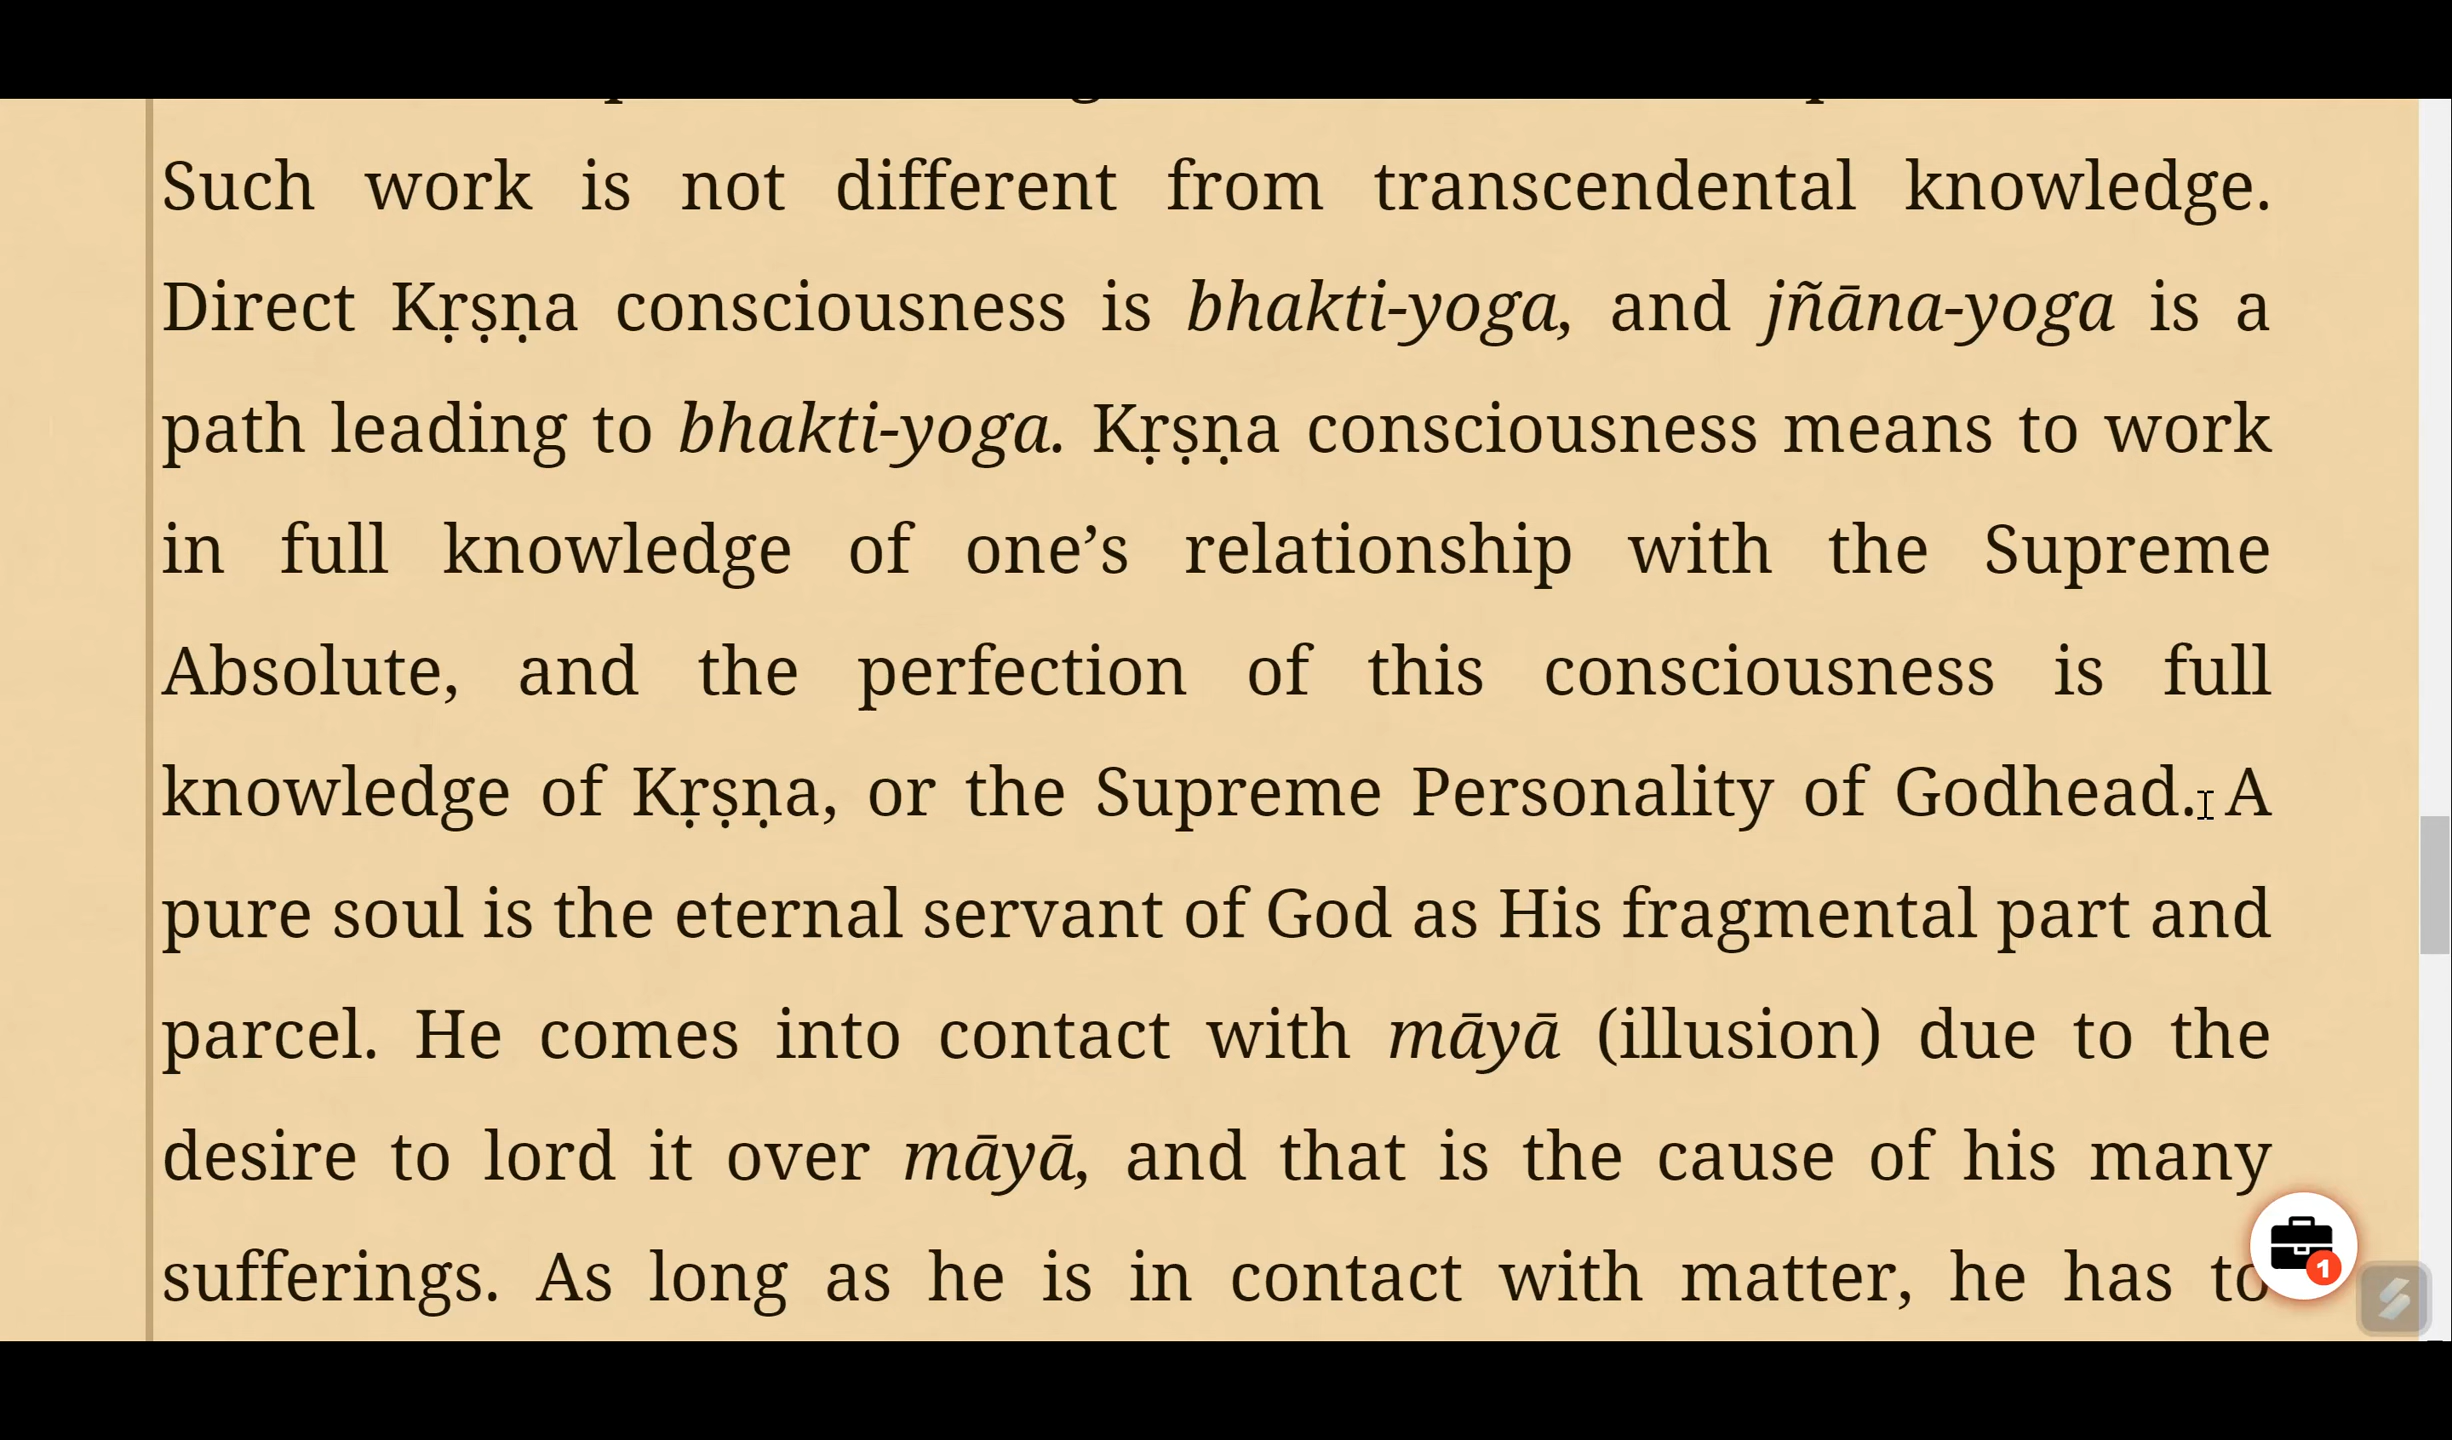 Such work is not different from transcendental knowledge.
Direct Kṛṣṇa consciousness is bhakti-yoga, and jñāna-yoga is a
path leading to bhakti-yoga. Kṛṣṇa consciousness means to work
in full knowledge of one’s relationship with the Supreme
Absolute, and the perfection of this consciousness is full
knowledge of Kṛṣṇa, or the Supreme Personality of Godhead. A
pure soul is the eternal servant of God as His fragmental part and
parcel. He comes into contact with māyā (illusion) due to the
desire to lord it over māyā, and that is the cause of his many
sufferings. As long as he is in contact with matter, he has to
1